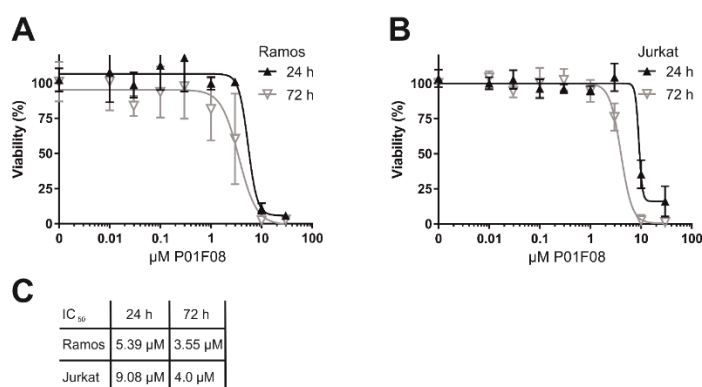 A
Ramos
24 h
72 h
Viability (%)
100
75
50
25
0
0 0.01 0.1 1 10 100
µM P01F08
B
Jurkat
24 h
72 h
Viability (%)
100
75
50
25
0
0 0.01 0.1 1 10 100
µM P01F08
C
IC50 24 h 72 h
Ramos 5.39 µM 3.55 µM
Jurkat 9.08 µM 4.0 µM